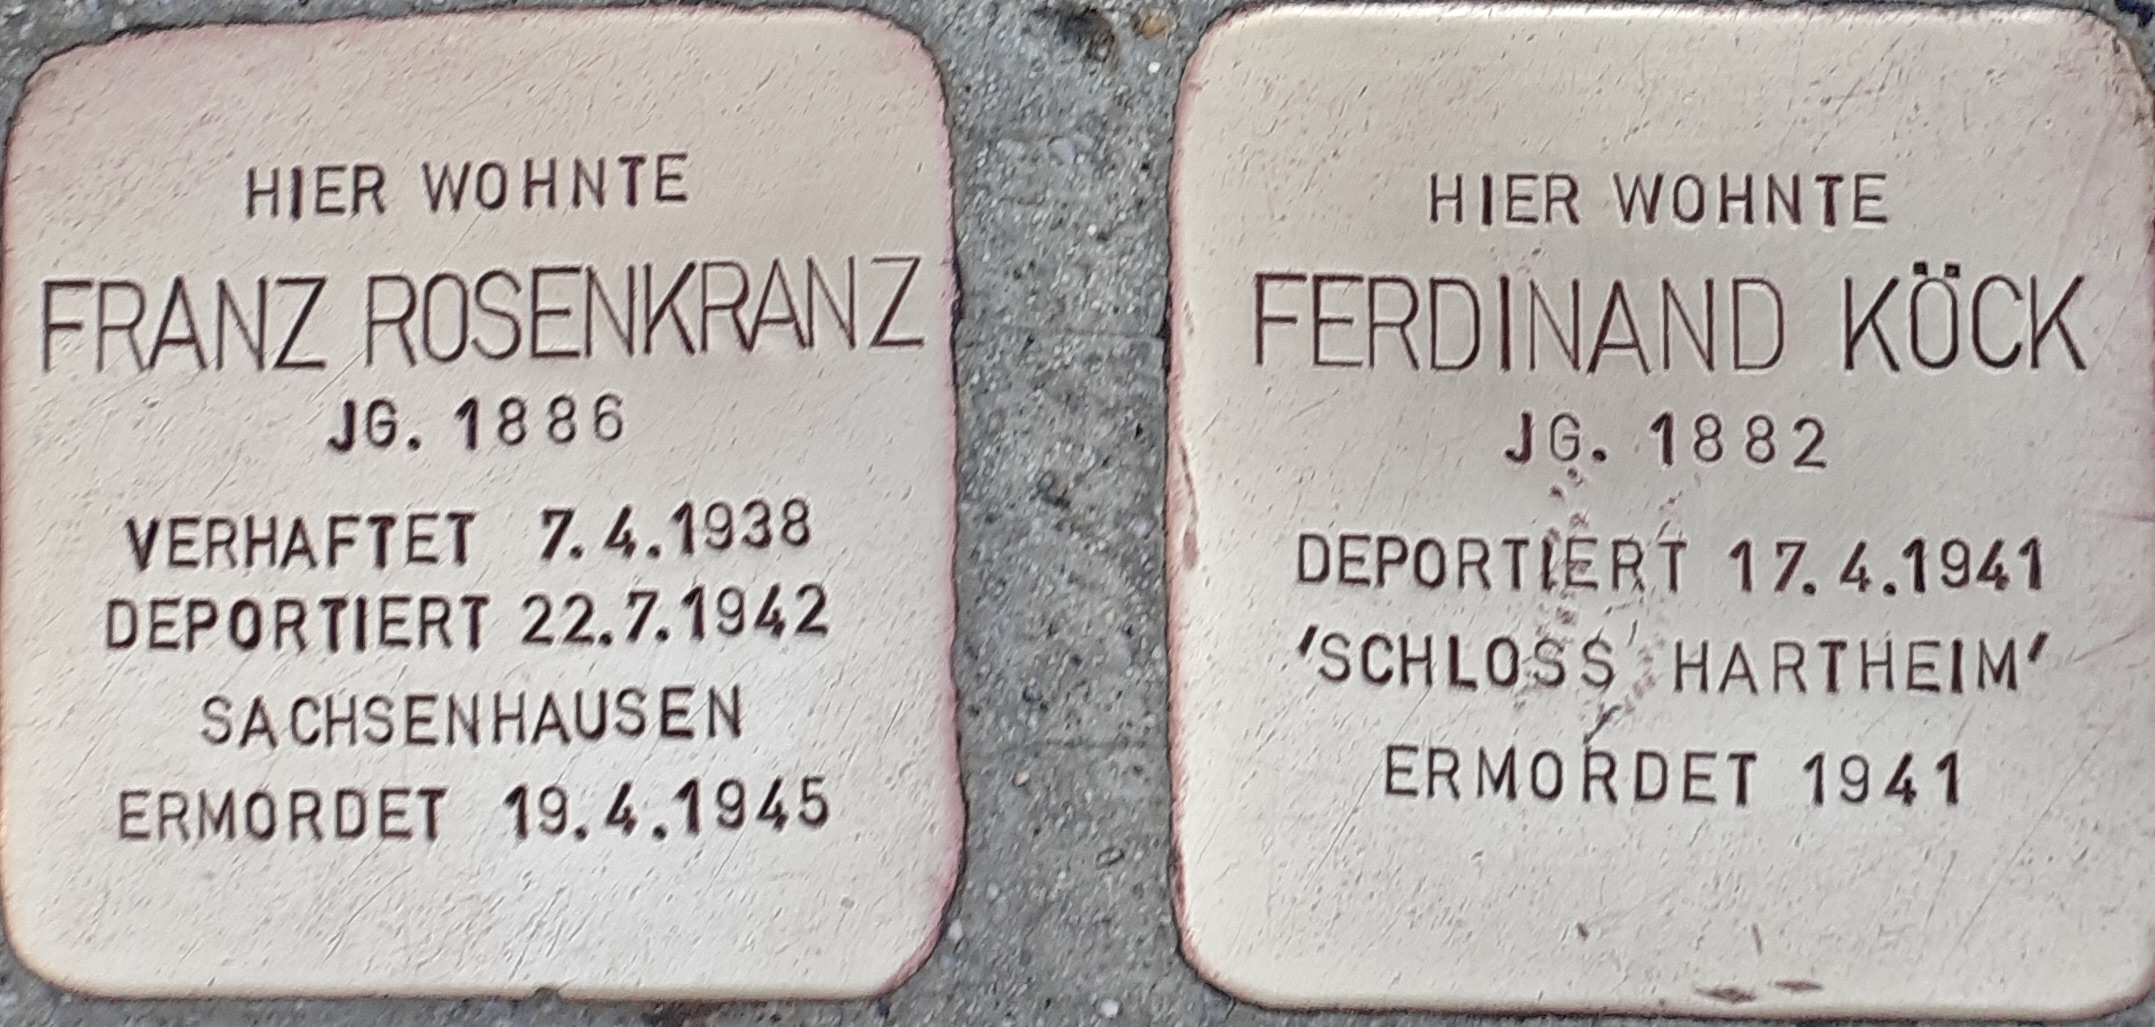 HIER WOHNTE
FRANZ ROSENKRANZ
JG. 1886
VERHAFTET 7.4.1938
DEPORTIERT 22.7.1942
SACHSENHAUSEN
ERMORDET 19.4.1945
HIER WOHNTE
FERDINAND KÖCK
JG. 1882
DEPORTIERT 17.4.1941
'SCHLOSS HARTHEIM'
ERMORDET 1941